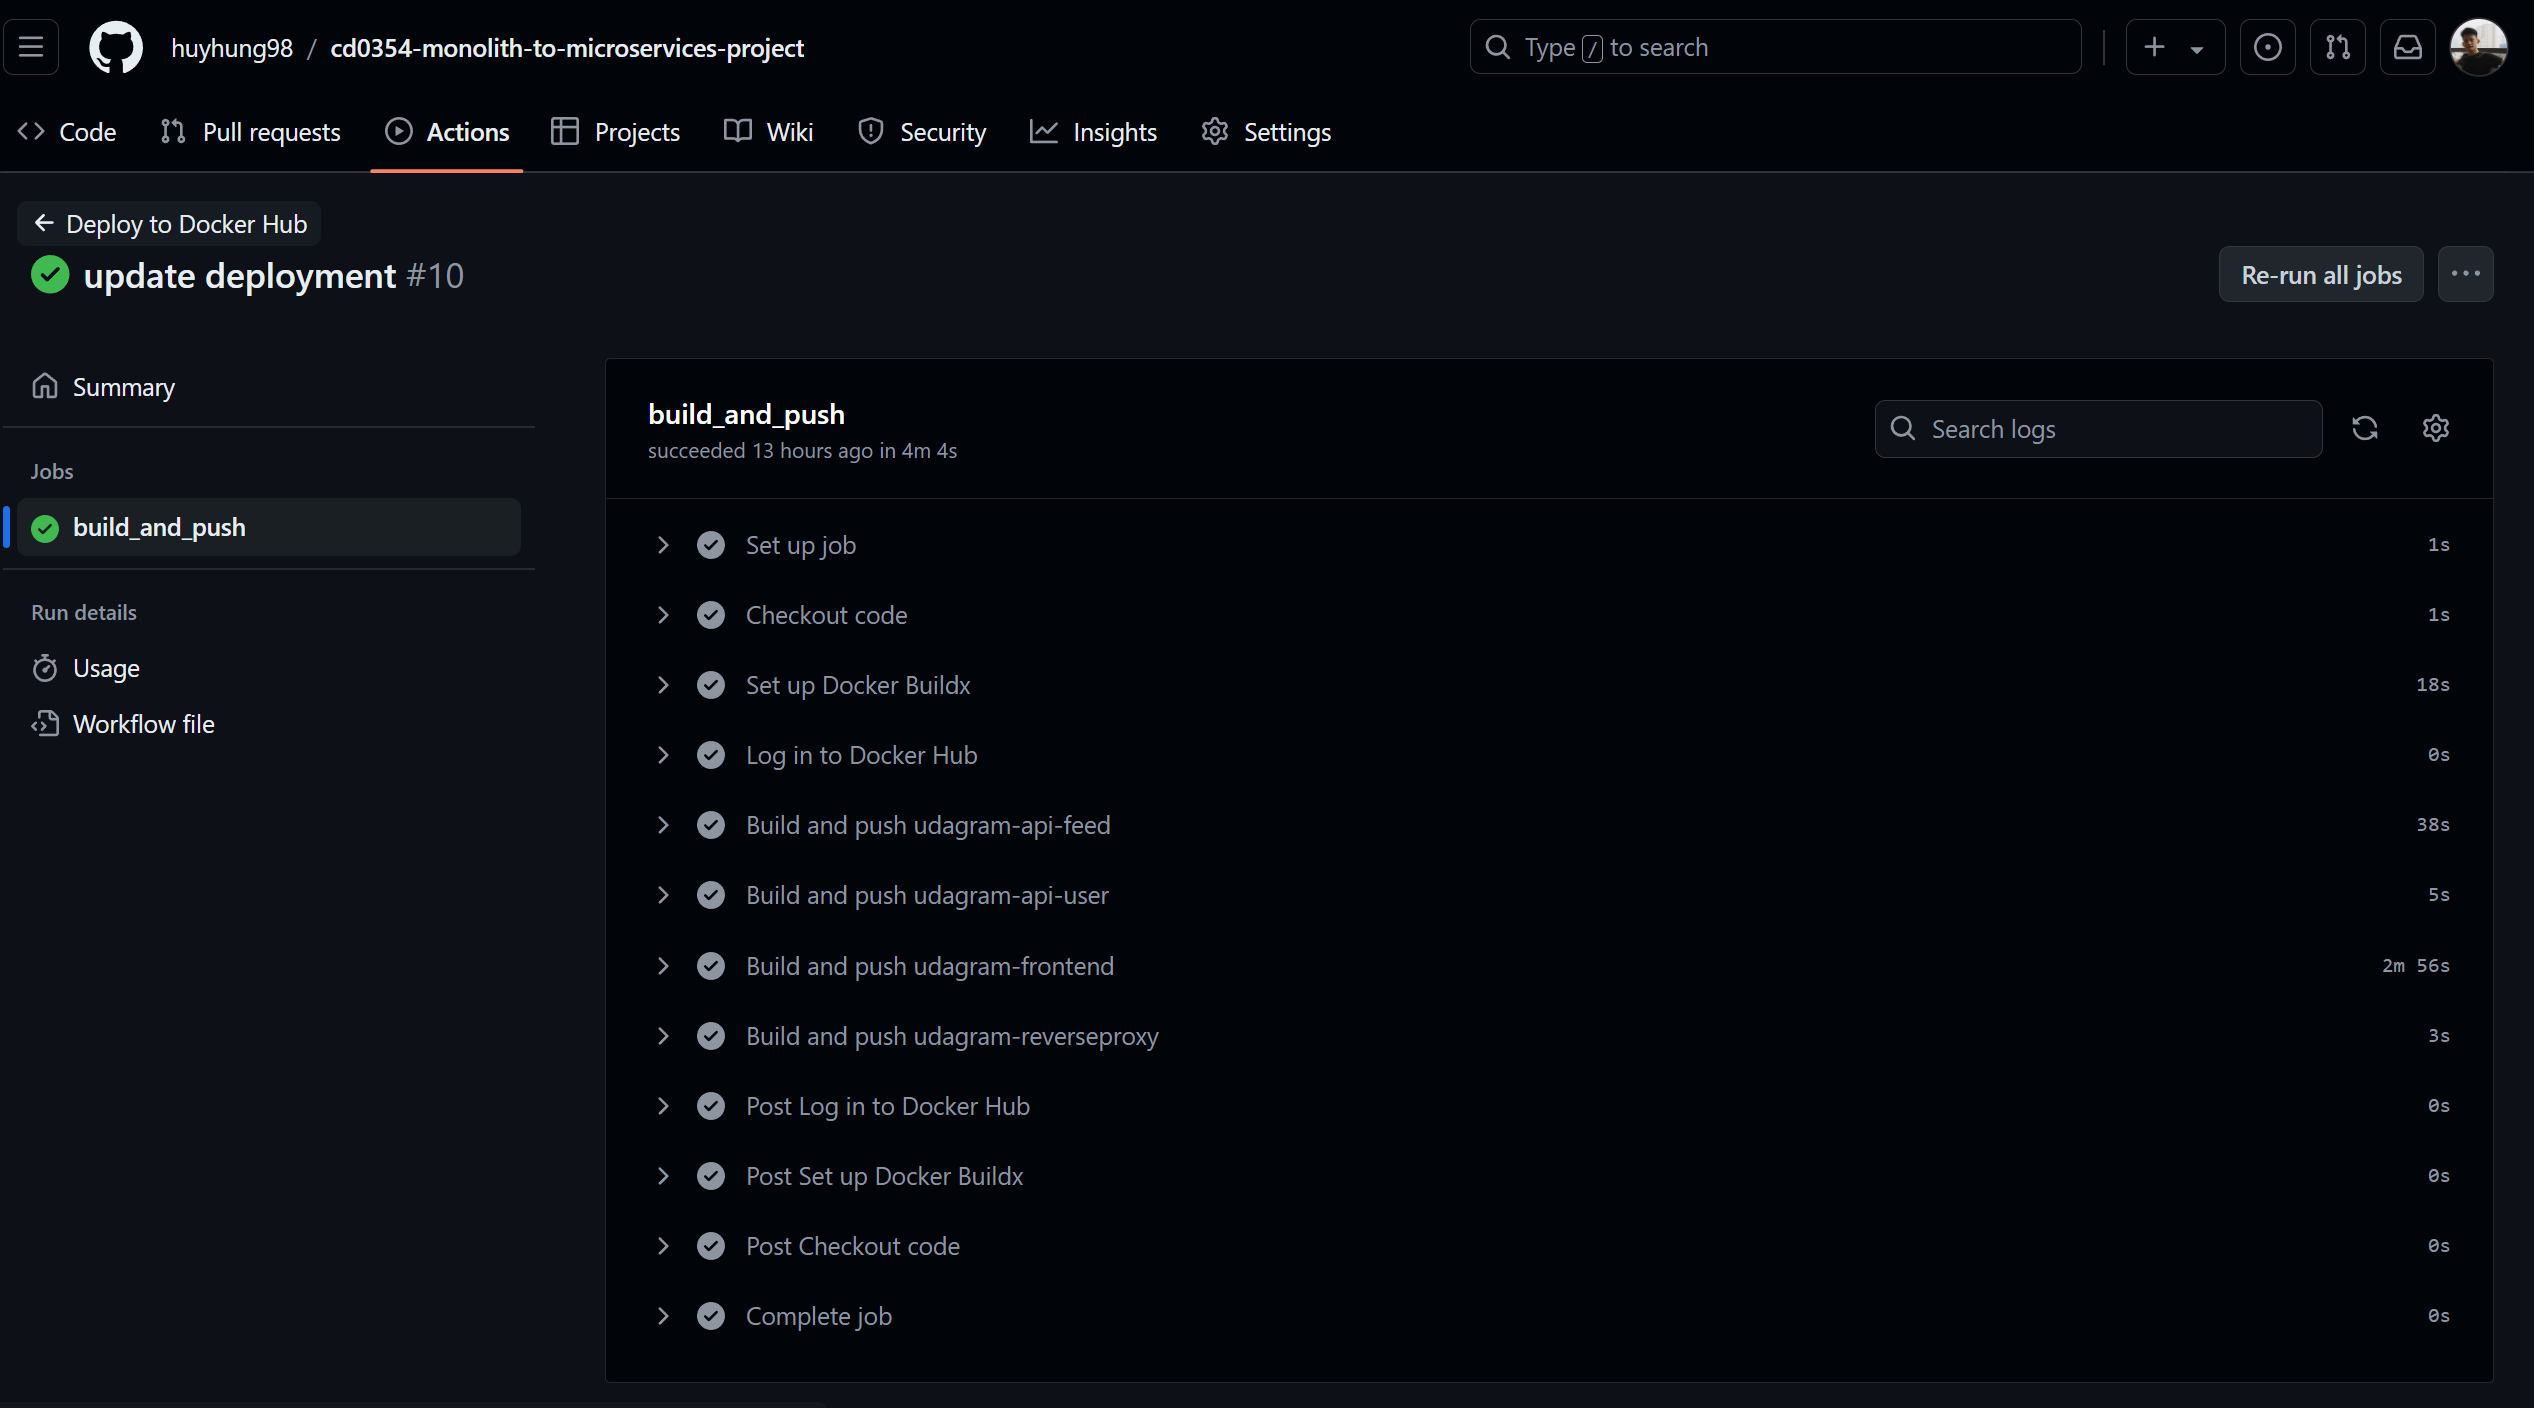 huyhung98 / cd0354-monolith-to-microservices-project
Type / to search
Code
Pull requests
Actions
Projects
Wiki
Security
Insights
Settings
Deploy to Docker Hub
update deployment #10
Re-run all jobs
Summary
Jobs
build_and_push
Run details
Usage
Workflow file
build_and_push
succeeded 13 hours ago in 4m 4s
Search logs
Set up job 1s
Checkout code 1s
Set up Docker Buildx 18s
Log in to Docker Hub 0s
Build and push udagram-api-feed 38s
Build and push udagram-api-user 5s
Build and push udagram-frontend 2m 56s
Build and push udagram-reverseproxy 3s
Post Log in to Docker Hub 0s
Post Set up Docker Buildx 0s
Post Checkout code 0s
Complete job 0s